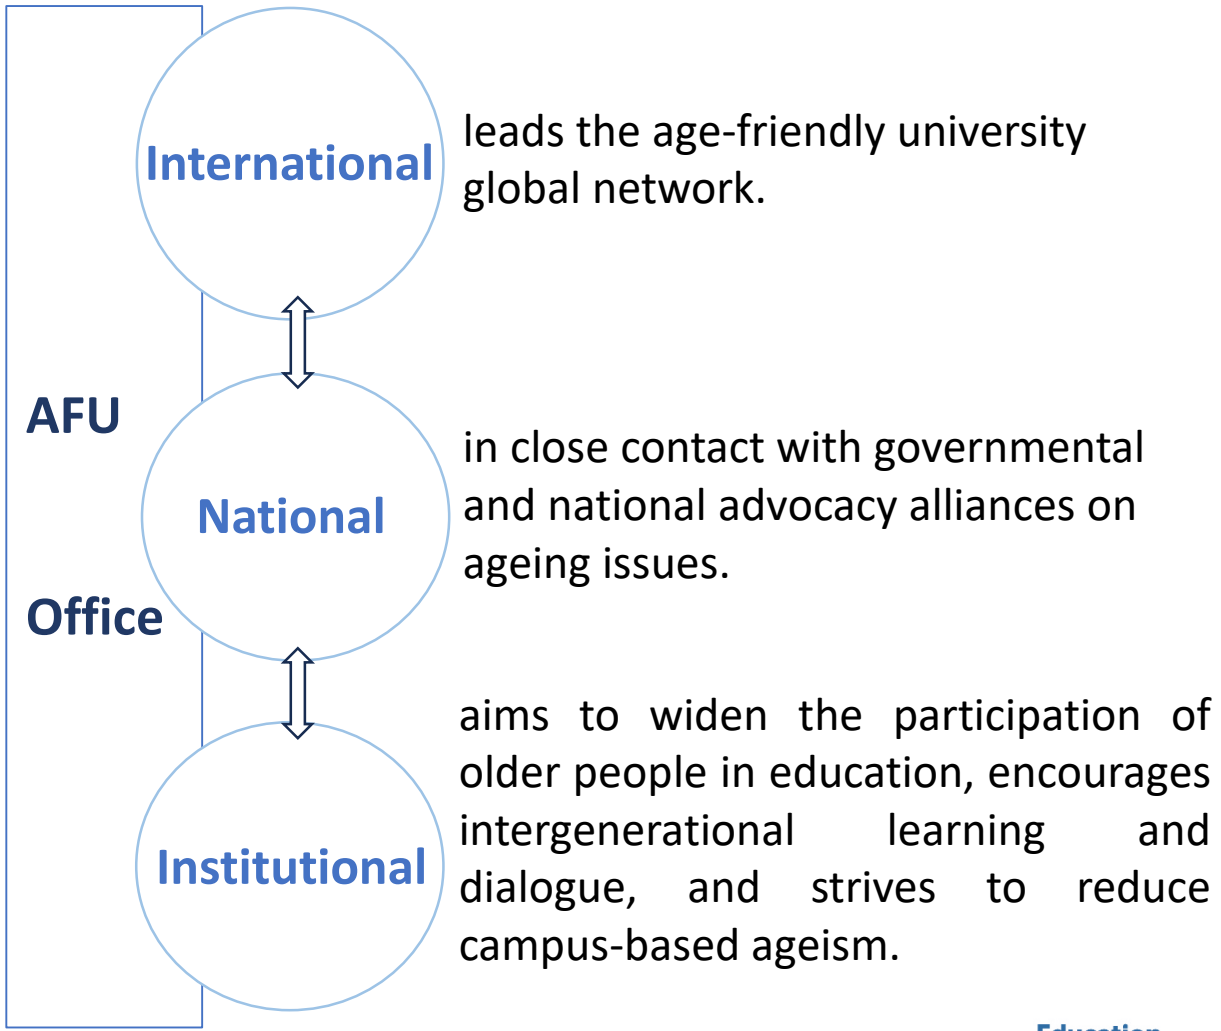 International
leads the age-friendly university
global network.
AFU
Office
National
in close contact with governmental
and national advocacy alliances on
ageing issues.
Institutional
aims to widen the participation of
older people in education, encourages
intergenerational learning and
dialogue, and strives to reduce
campus-based ageism.
Education